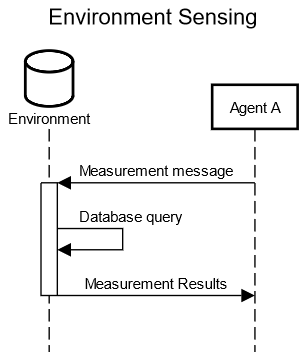 Environment Sensing
Environment
Agent A
Measurement message
Database query
Measurement Results